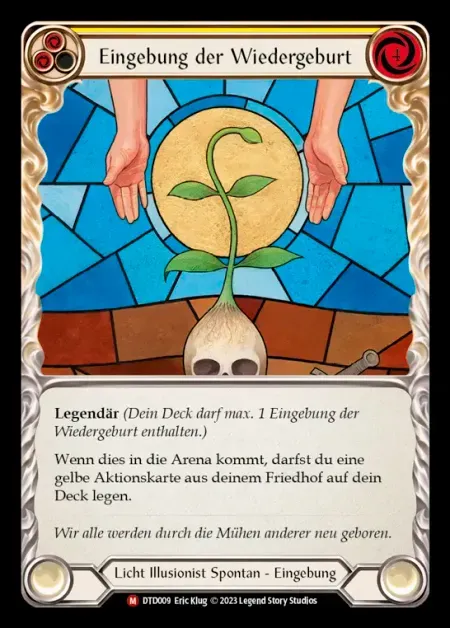 Eingebung der Wiedergeburt
4
Legendär (Dein Deck darf max. 1 Eingebung der
Wiedergeburt enthalten.)
Wenn dies in die Arena kommt, darfst du eine
gelbe Aktionskarte aus deinem Friedhof auf dein
Deck legen.
Wir alle werden durch die Mühen anderer neu geboren.
Licht Illusionist Spontan - Eingebung
M DTD009 Eric Klug © 2023 Legend Story Studios